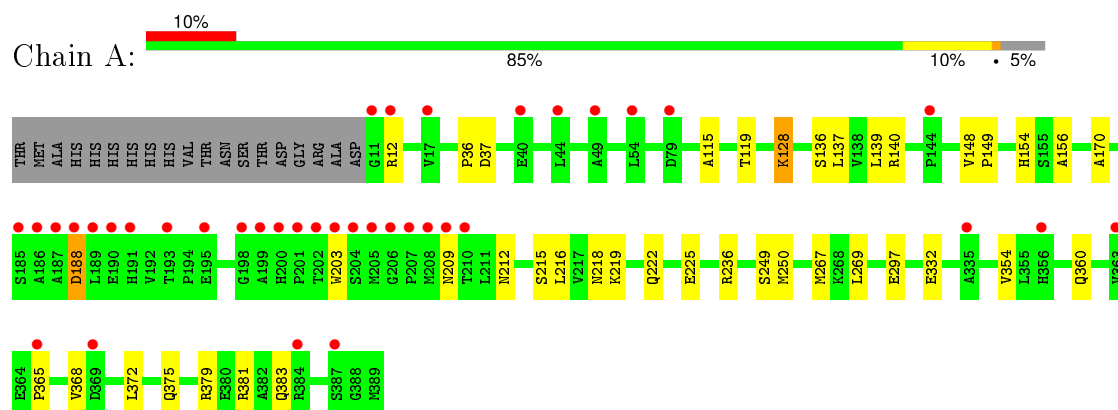 10%
Chain A:
85% 10% • 5%
THR MET ALA HIS HIS HIS HIS HIS HIS VAL THR ASN SER THR ASP GLY ARG ALA ASP G11 R12 V17 P36 D37 E40 L44 A49 L54 D79 A115 T119 K128 S136 L137 V138 L139 R140 P144 V148 P149 H154 S155 A156 A170
S185 A186 A187 D188 L189 E190 H191 V192 T193 P194 E195 G198 A199 H200 P201 T202 W203 S204 M205 G206 P207 M208 N209 T210 L211 N212 S215 L216 V217 N218 K219 Q222 E225 R236 S249 M250 M267 K268 L269 E297 E332 A335 V354 L355 H356 Q360
E364 P365 V368 D369 L372 Q375 R379 E380 R381 A382 Q383 R384 S387 G388 M389